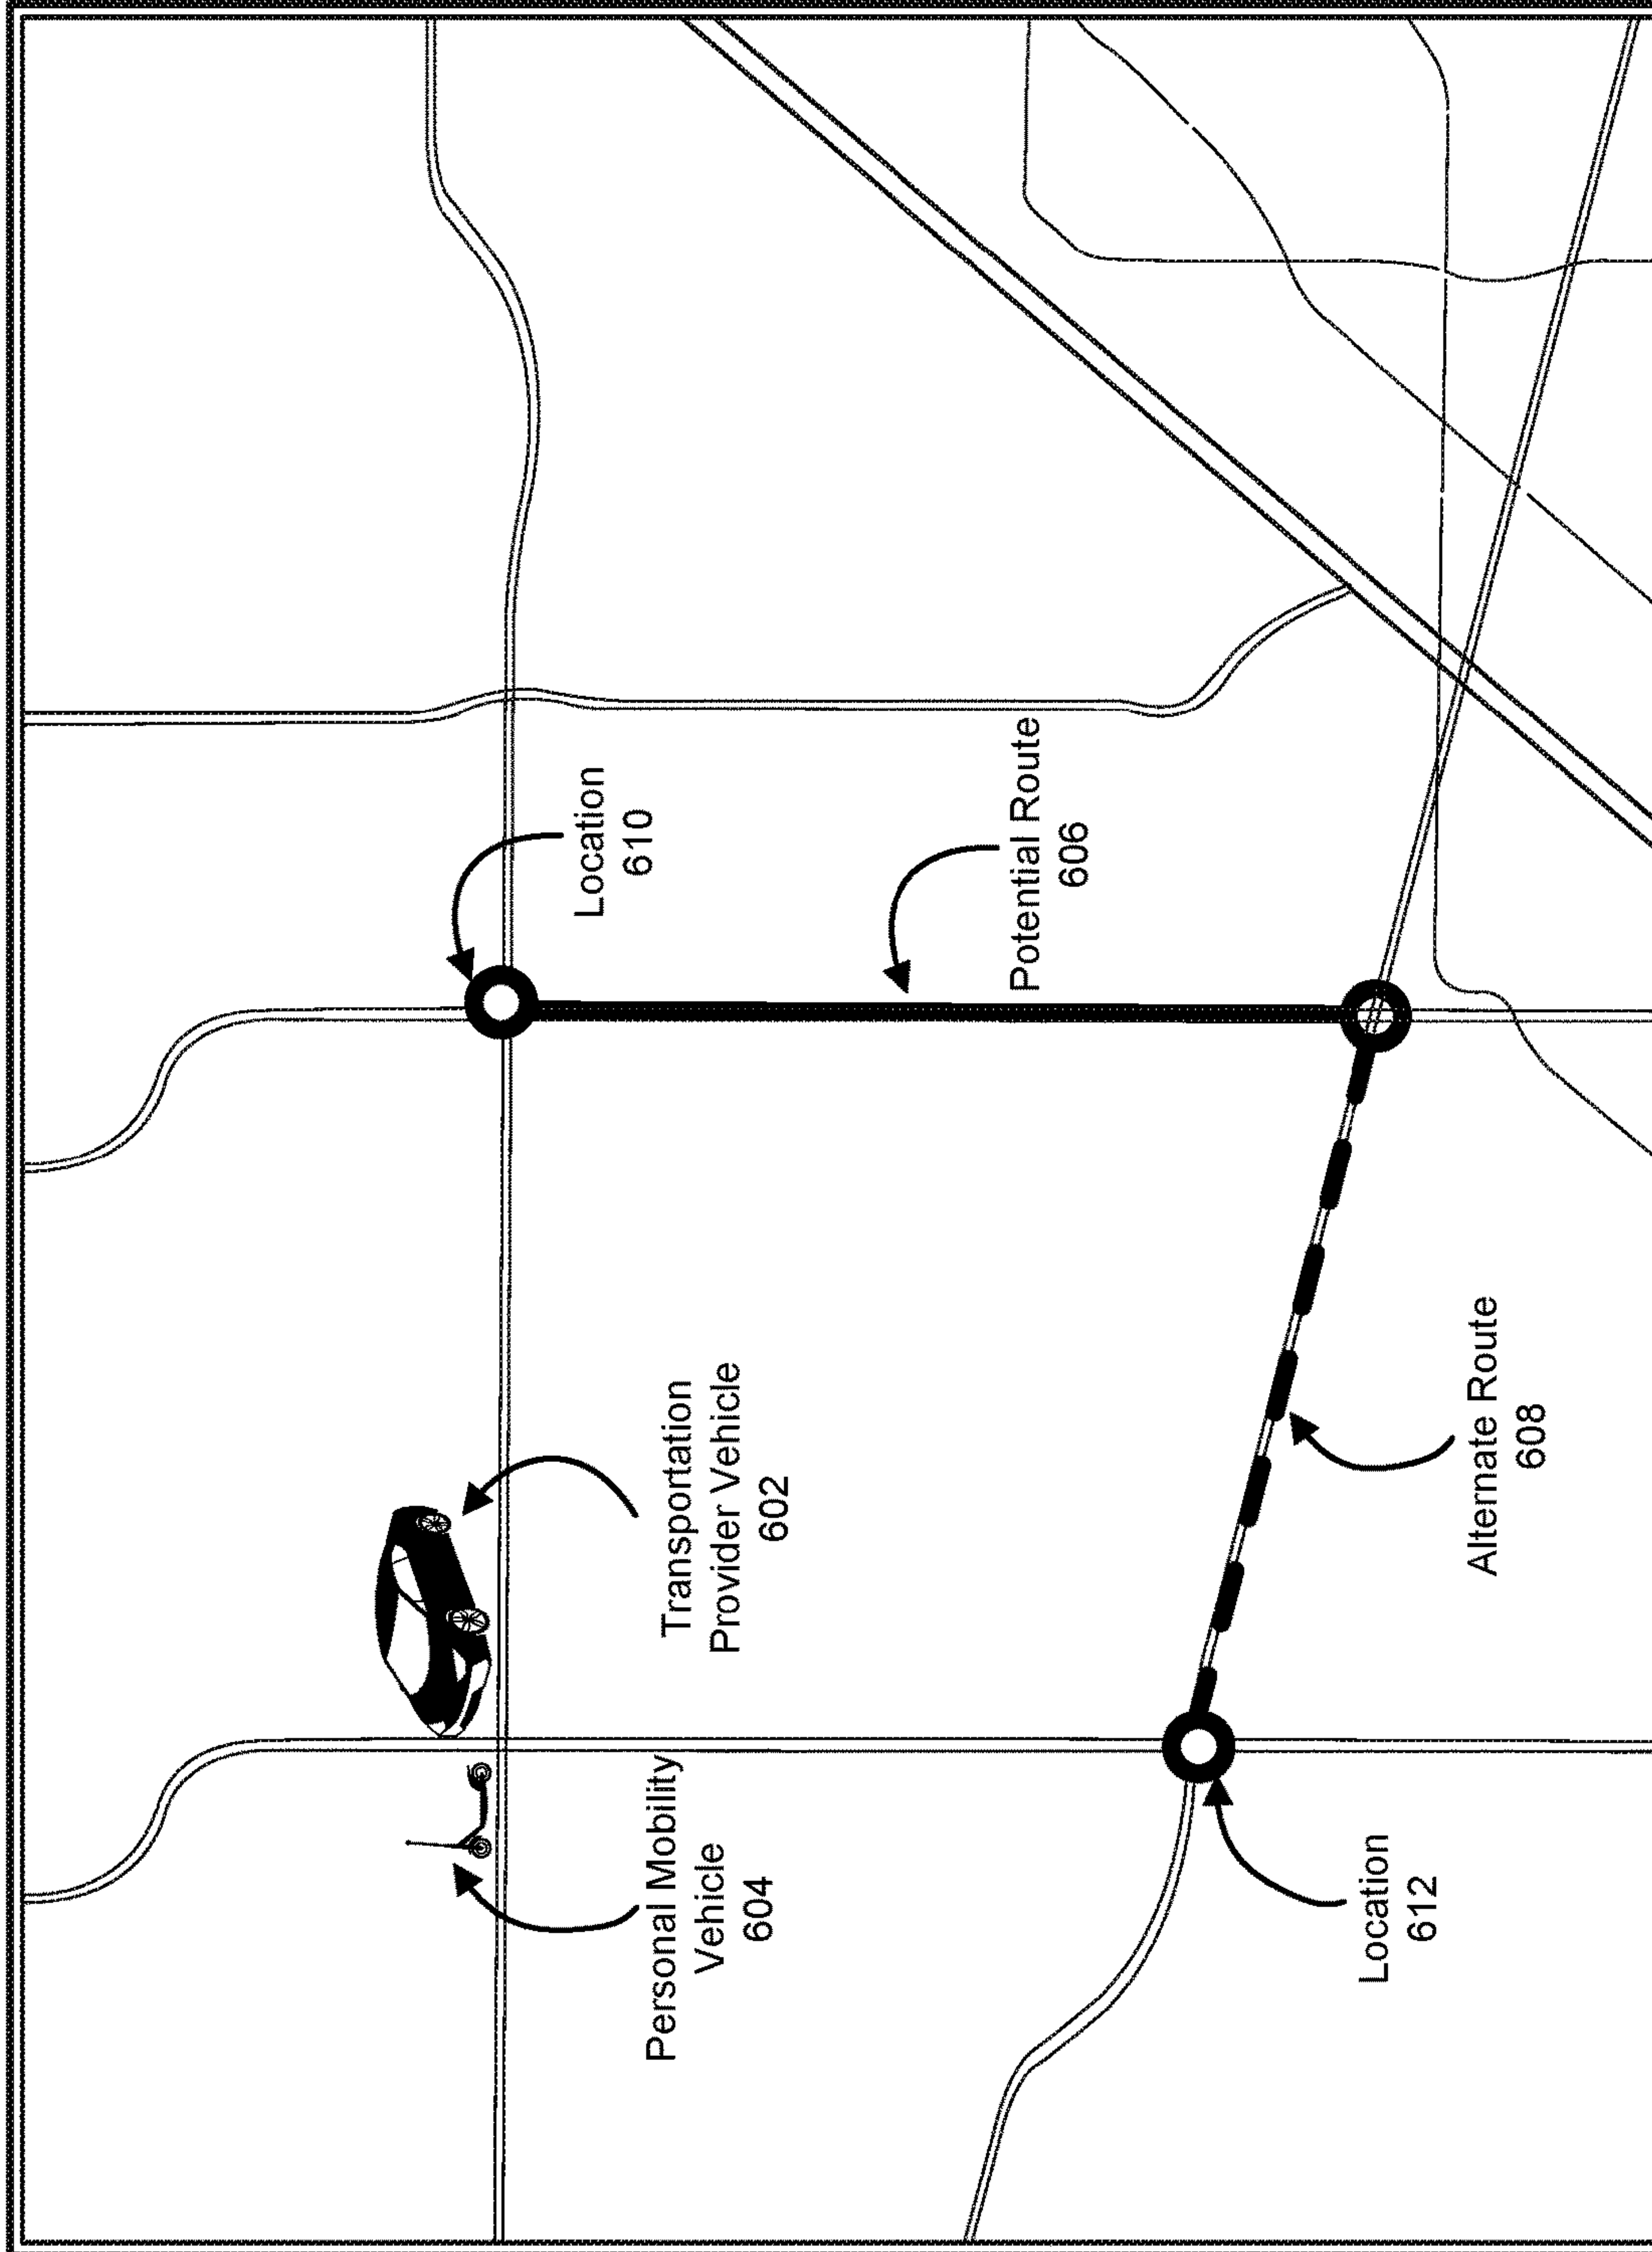 Personal Mobility
Vehicle
604
Transportation
Provider Vehicle
602
Location
610
Potential Route
606
Location
612
Alternate Route
608